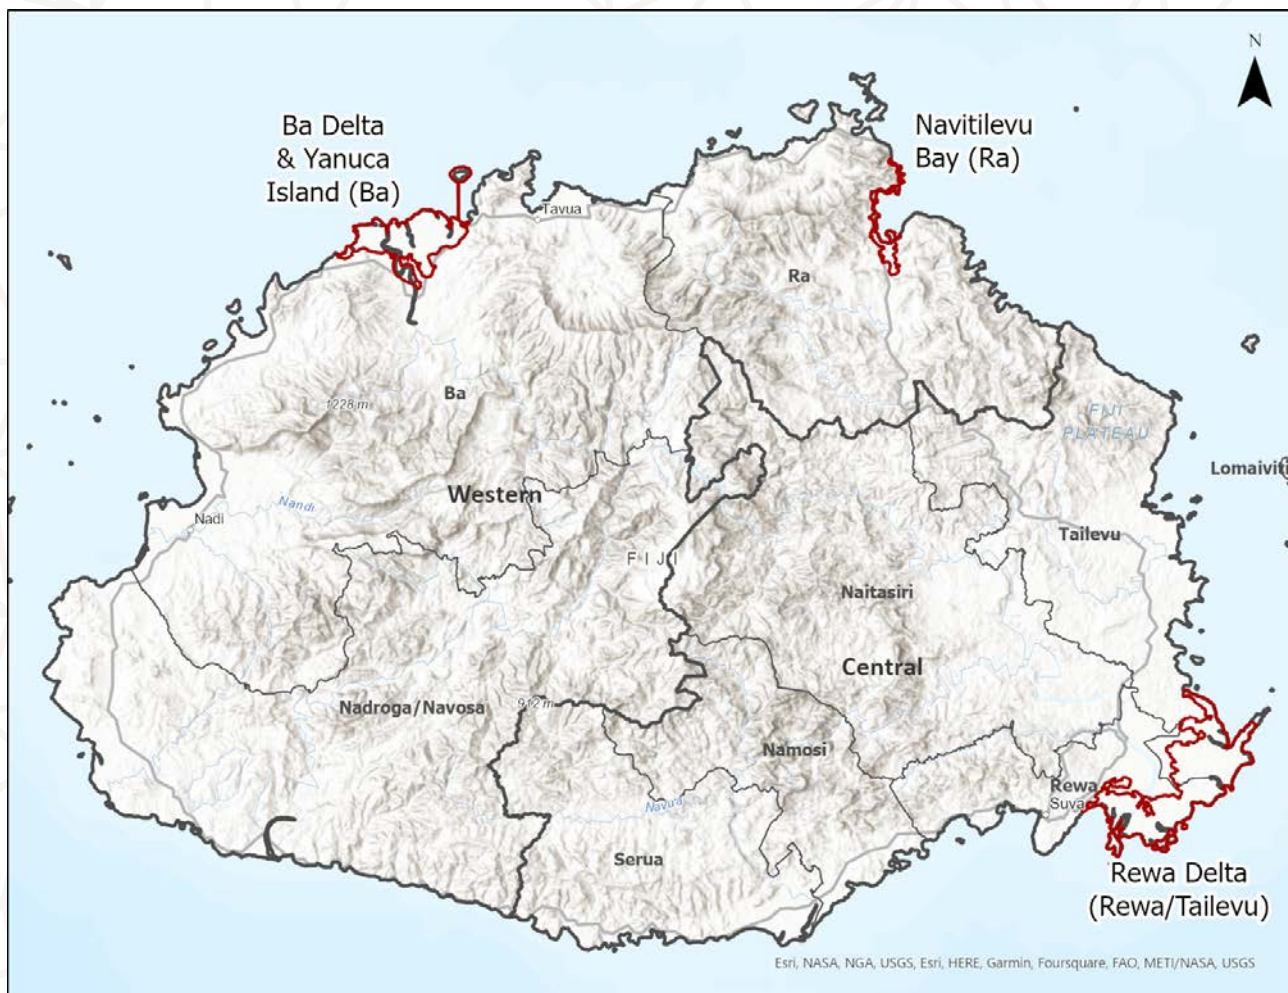 N
Ba Delta
& Yanuca
Island (Ba)
Navitilevu
Bay (Ra)
Tavua
Ra
1228 m
Ba
FIJI
PLATEAU
Lomaiviti
Western
Nandi
Nadi
Tailevu
FIJI
Naitasiri
Central
Nadroga/Navosa
912 m
Namosi
Rewa
Suva
Navua
Serua
Rewa Delta
(Rewa/Tailevu)
Esri, NASA, NGA, USGS, Esri, HERE, Garmin, Foursquare, FAO, METI/NASA, USGS